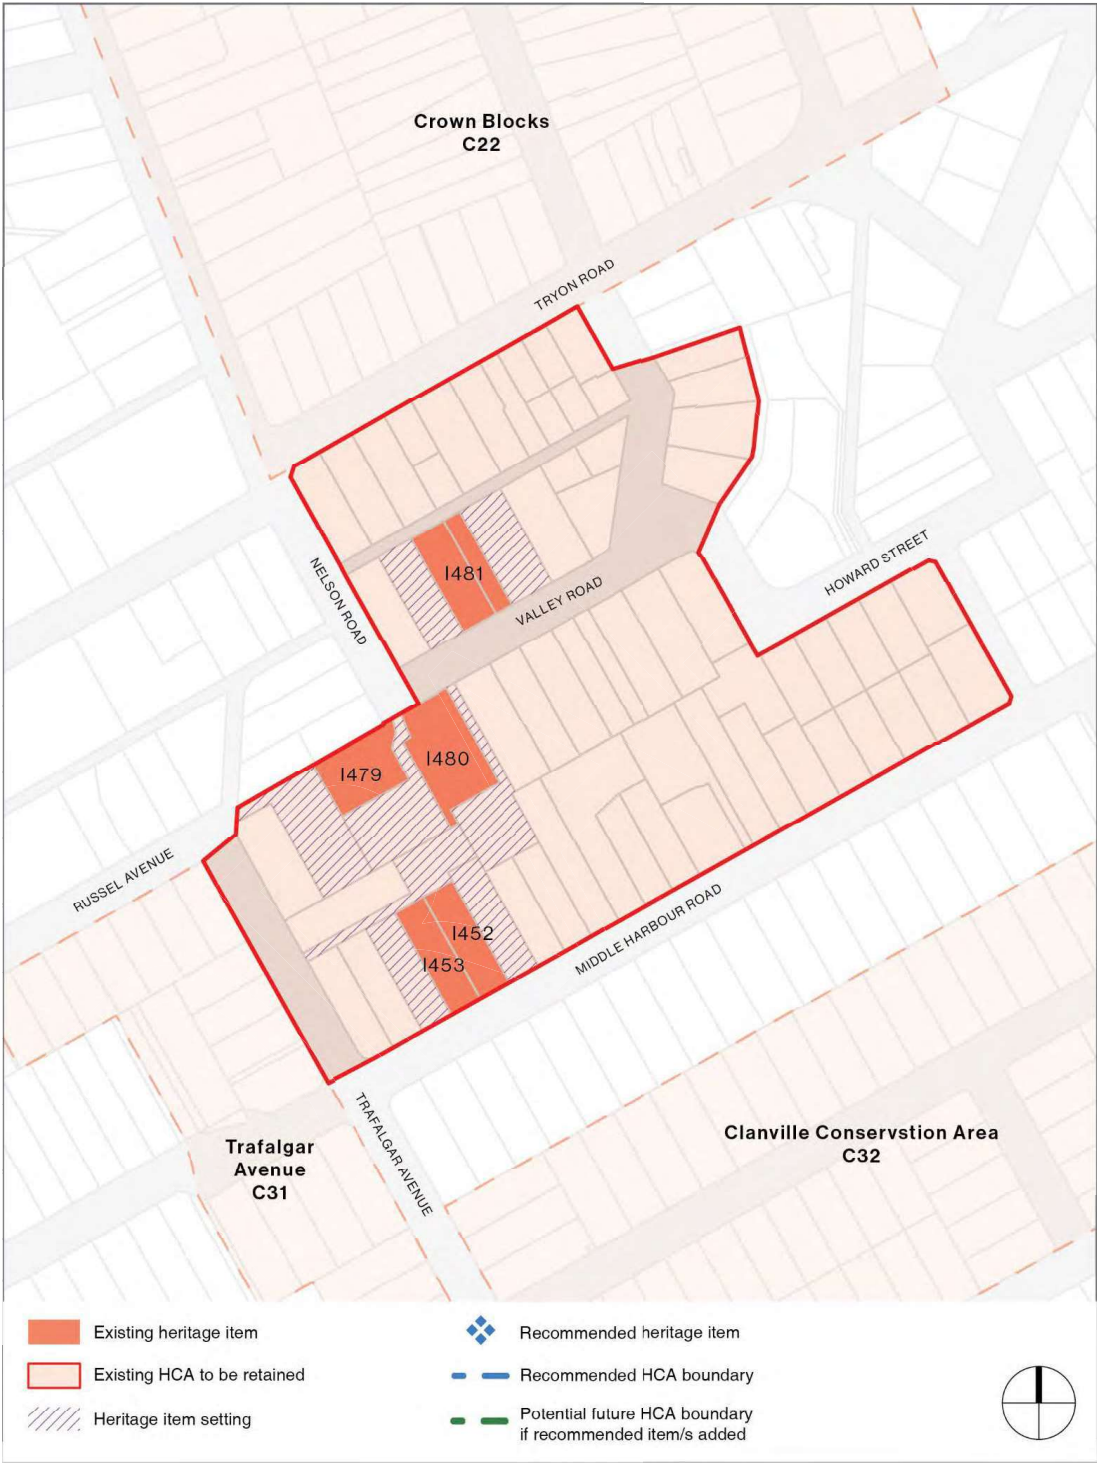 Crown Blocks
C22
TRYON ROAD
NELSON ROAD
I481
VALLEY ROAD
HOWARD STREET
I480
I479
RUSSEL AVENUE
I452
I453
MIDDLE HARBOUR ROAD
TRAFALGAR AVENUE
Trafalgar
Avenue
C31
Clanville Conservstion Area
C32
Existing heritage item
Existing HCA to be retained
Heritage item setting
Recommended heritage item
Recommended HCA boundary
Potential future HCA boundary
if recommended item/s added